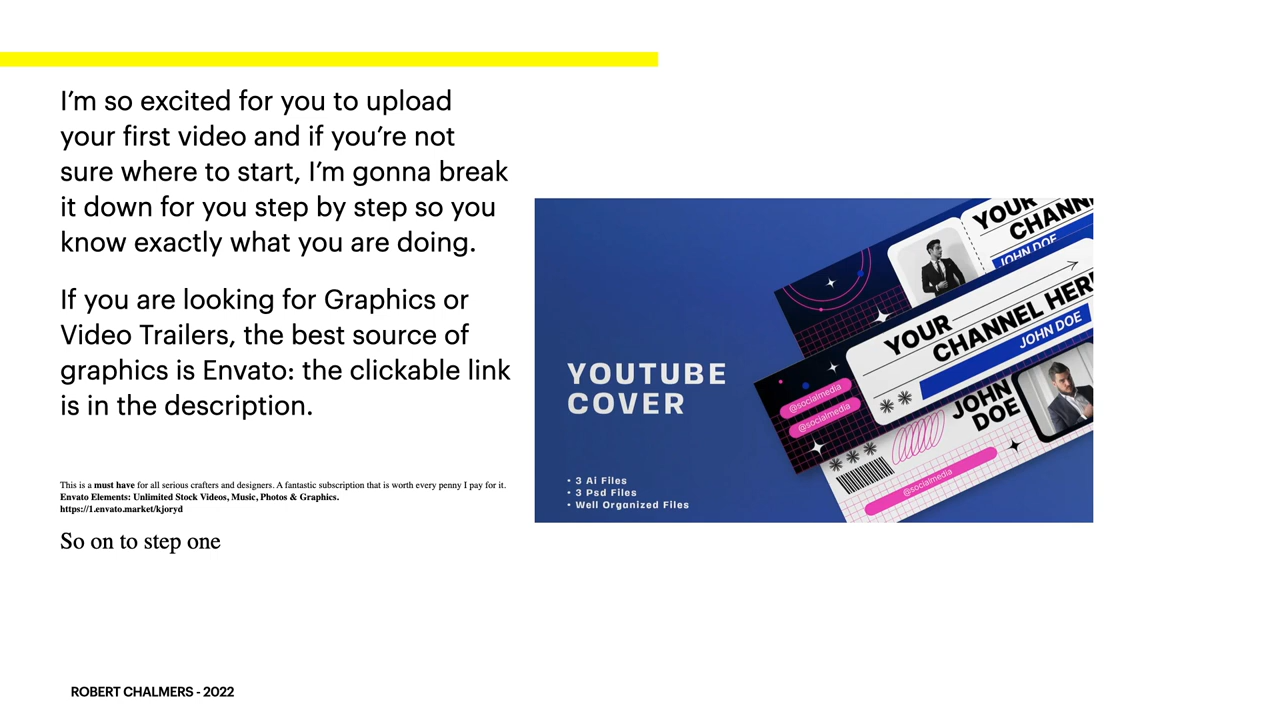 I’m so excited for you to upload
your first video and if you’re not
sure where to start, I’m gonna break
it down for you step by step so you
know exactly what you are doing.
If you are looking for Graphics or
Video Trailers, the best source of
graphics is Envato: the clickable link
is in the description.
This is a must have for all serious crafters and designers. A fantastic subscription that is worth every penny I pay for it.
Envato Elements: Unlimited Stock Videos, Music, Photos & Graphics.
https://1.envato.market/kjoryd
So on to step one
YOUTUBE
COVER
• 3 Ai Files
• 3 Psd Files
• Well Organized Files
YOUR
CHANN
JOHN DOE
YOUR
CHANNEL HER
JOHN DOE
@socialmedia
@socialmedia
JOHN
DOE
@socialmedia
ROBERT CHALMERS - 2022